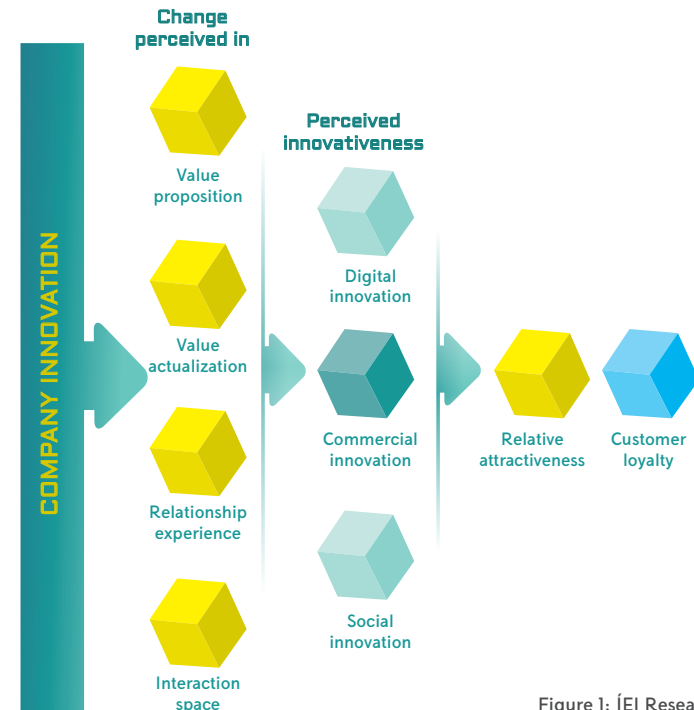 Change
perceived in
Perceived
innovativeness
COMPANY INNOVATION
Value
proposition
Value
actualization
Relationship
experience
Interaction
space
Digital
innovation
Commercial
innovation
Social
innovation
Relative
attractiveness
Customer
loyalty
Figure 1: ÍEI